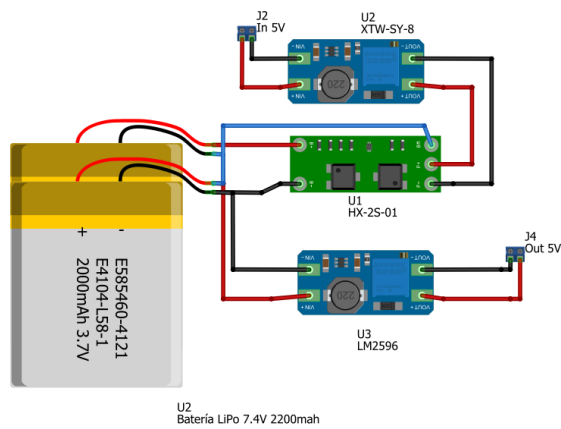 J2
In 5V
U2
XTW-SY-8
VIN -
VOUT -
220
VIN +
VOUT+
U1
HX-2S-01
J4
Out 5V
VIN -
VOUT -
220
VIN +
VOUT+
U3
LM2596
+ -
E585460-4121
E4104-L58-1
2000mAh 3.7V
U2
Batería LiPo 7.4V 2200mah